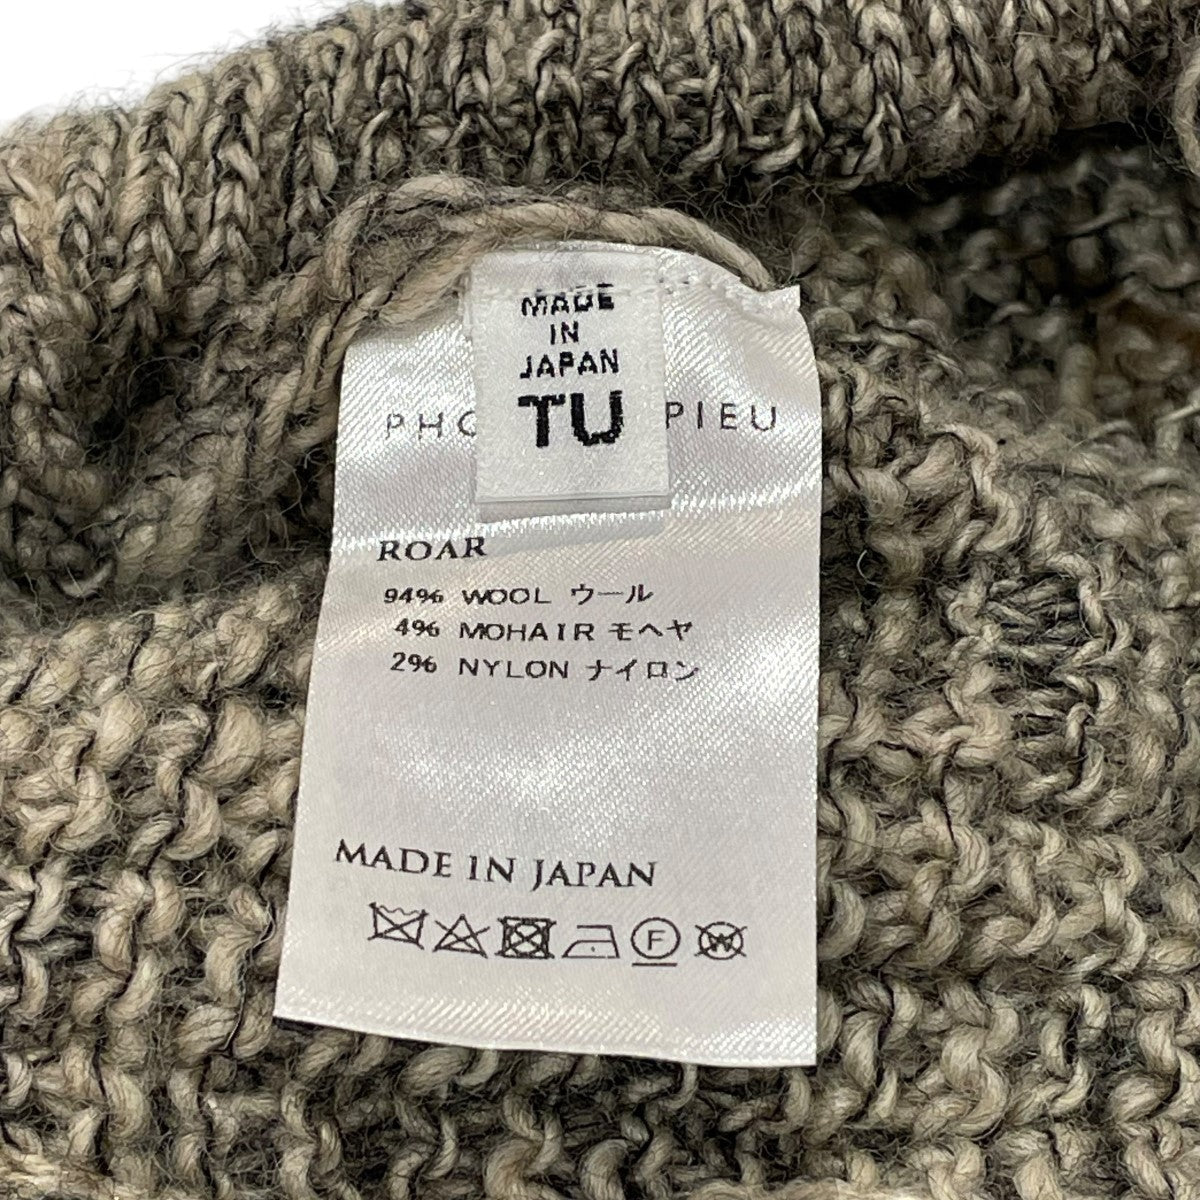 MADE
IN
JAPAN
TU
PIEU
ROAR
94% WOOL ウール
4% MOHAIR モヘヤ
2% NYLON ナイロン
MADE IN JAPAN
F
W